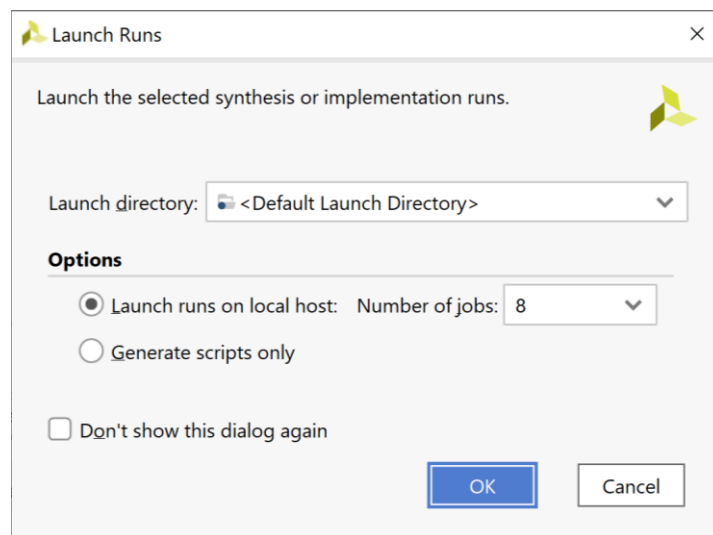 Launch Runs
Launch the selected synthesis or implementation runs.
Launch directory: <Default Launch Directory>
Options
Launch runs on local host: Number of jobs: 8
Generate scripts only
Don't show this dialog again
OK Cancel